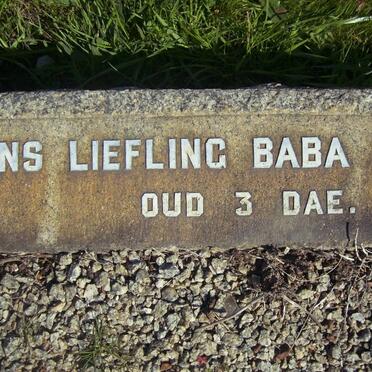 NS LIEFLING BABA
OUD 3 DAE.